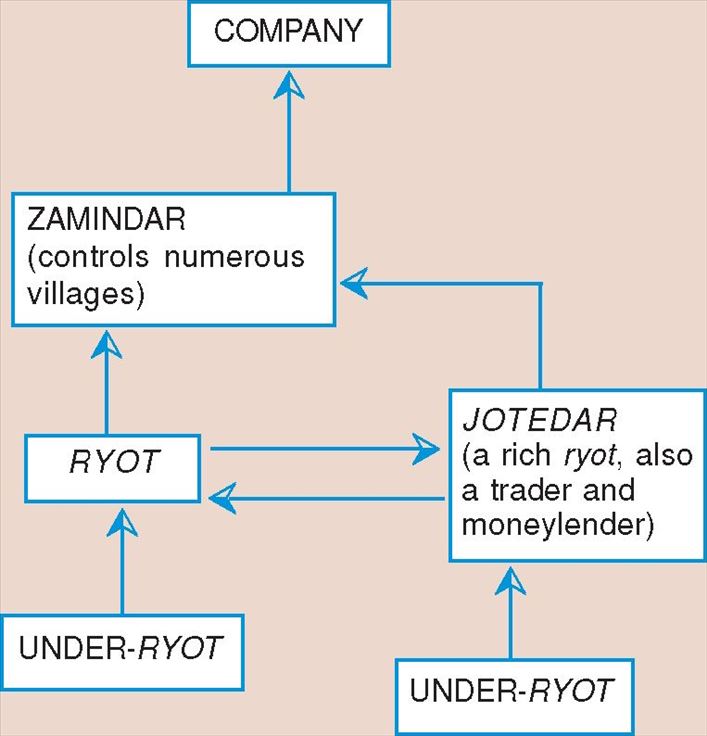 COMPANY
ZAMINDAR
(controls numerous
villages)
RYOT
JOTEDAR
(a rich ryot, also
a trader and
moneylender)
UNDER-RYOT
UNDER-RYOT